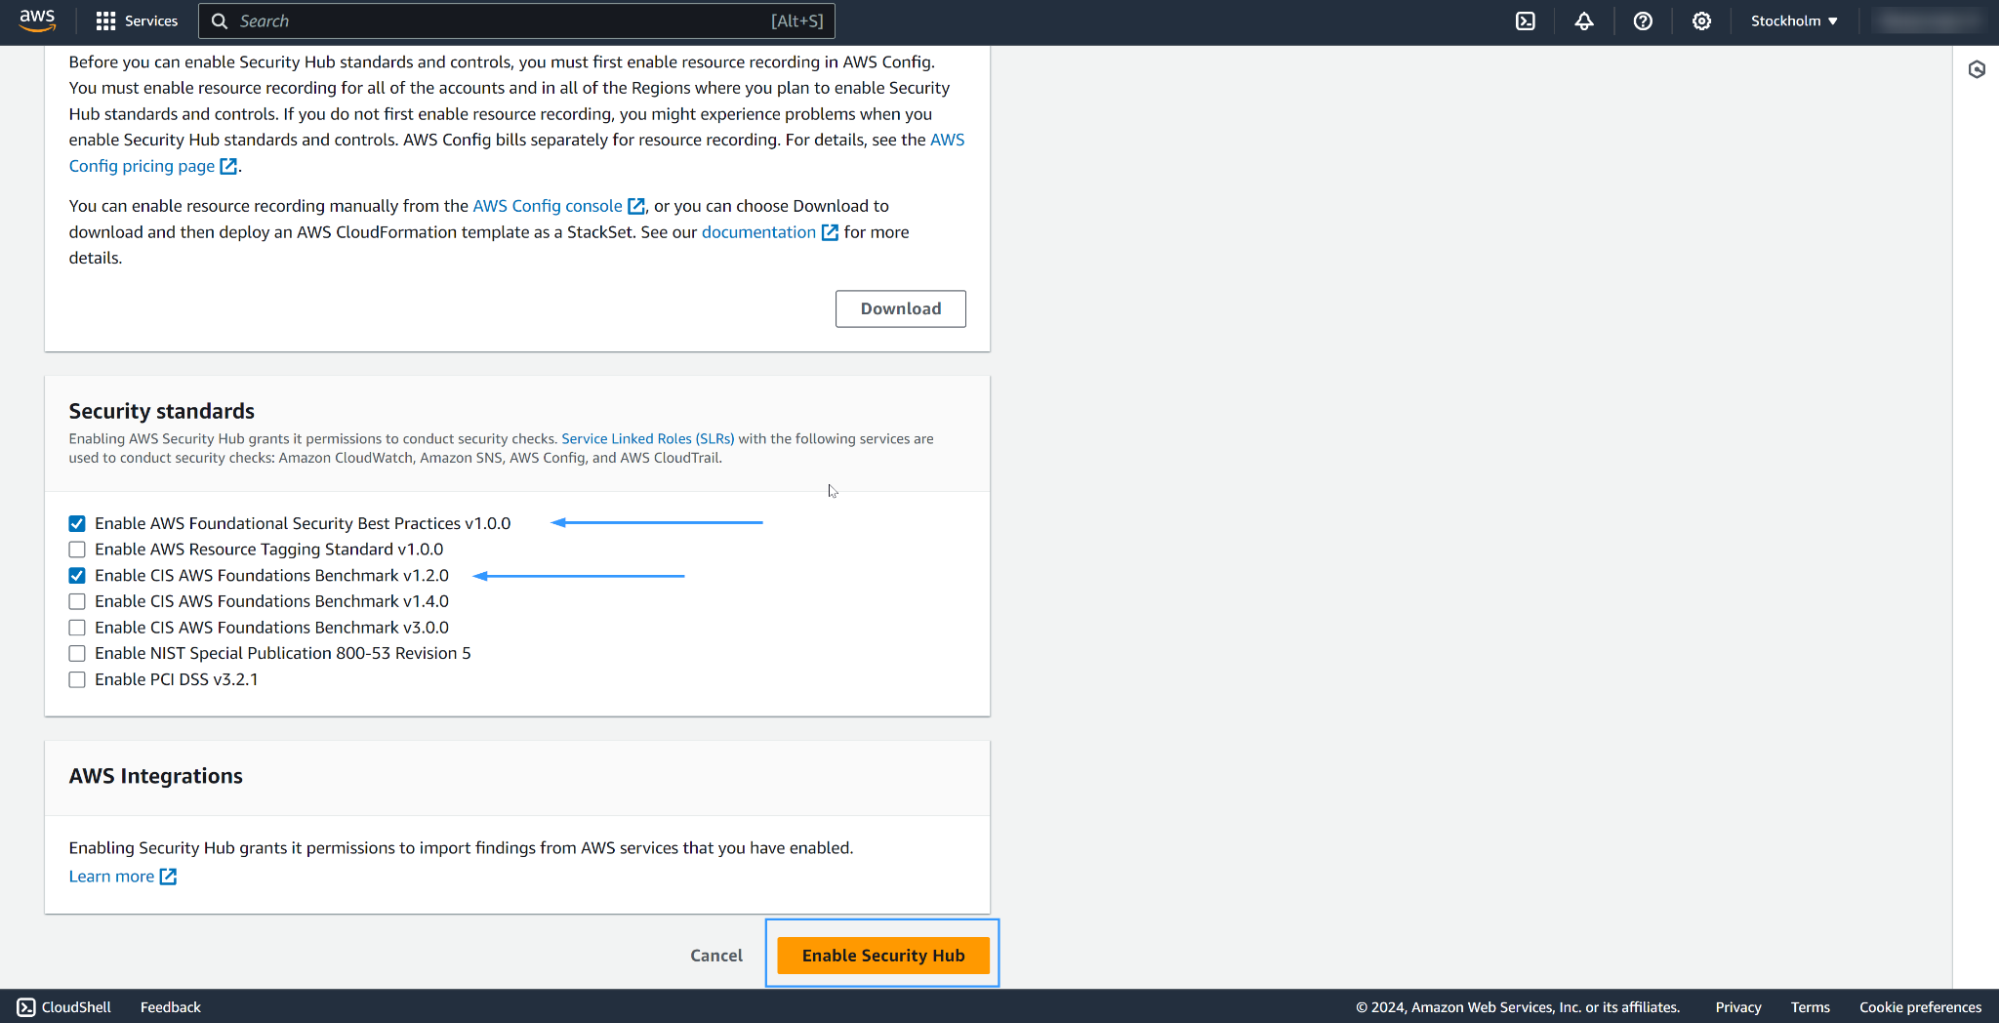 aws
Services
Search
[Alt+S]
Stockholm
Before you can enable Security Hub standards and controls, you must first enable resource recording in AWS Config.
You must enable resource recording for all of the accounts and in all of the Regions where you plan to enable Security
Hub standards and controls. If you do not first enable resource recording, you might experience problems when you
enable Security Hub standards and controls. AWS Config bills separately for resource recording. For details, see the AWS
Config pricing page.
You can enable resource recording manually from the AWS Config console, or you can choose Download to
download and then deploy an AWS CloudFormation template as a StackSet. See our documentation for more
details.
Download
Security standards
Enabling AWS Security Hub grants it permissions to conduct security checks. Service Linked Roles (SLRs) with the following services are
used to conduct security checks: Amazon CloudWatch, Amazon SNS, AWS Config, and AWS CloudTrail.
Enable AWS Foundational Security Best Practices v1.0.0
Enable AWS Resource Tagging Standard v1.0.0
Enable CIS AWS Foundations Benchmark v1.2.0
Enable CIS AWS Foundations Benchmark v1.4.0
Enable CIS AWS Foundations Benchmark v3.0.0
Enable NIST Special Publication 800-53 Revision 5
Enable PCI DSS v3.2.1
AWS Integrations
Enabling Security Hub grants it permissions to import findings from AWS services that you have enabled.
Learn more
Cancel
Enable Security Hub
CloudShell
Feedback
© 2024, Amazon Web Services, Inc. or its affiliates.
Privacy
Terms
Cookie preferences